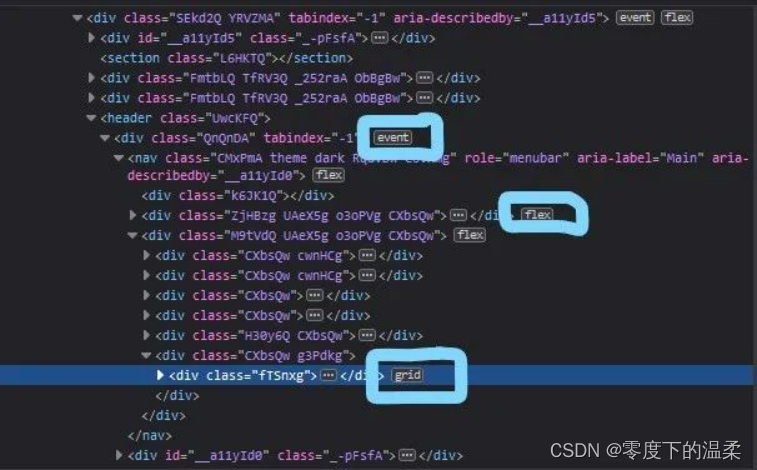 <div class="SEkd2Q YRVZMA" tabindex="-1" aria-describedby="__a11yId5"> event flex
<div id="__a11yId5" class="_-pFsfA"> ··· </div>
<section class="L6HKTQ"></section>
<div class="FmtbLQ TfRV3Q _252raA ObBgBw"> ··· </div>
<div class="FmtbLQ TfRV3Q _252raA ObBgBw"> ··· </div>
<header class="UwcKFQ">
<div class="QnQnDA" tabindex="-1" event
<nav class="CMxPmA theme dark role="menubar" aria-label="Main" aria-
describedby="__a11yId0"> flex
<div class="k6JK1Q"></div>
<div class="ZjHBzg UAeX5g o3oPVg CXbsQw"> ··· </di flex
<div class="M9tVdQ UAeX5g o3oPVg CXbsQw"> flex
<div class="CXbsQw cwnHCg"> ··· </div>
<div class="CXbsQw cwnHCg"> ··· </div>
<div class="CXbsQw"> ··· </div>
<div class="CXbsQw"> ··· </div>
<div class="H30y6Q CXbsQw"> ··· </div>
<div class="CXbsQw g3Pdkg">
<div class="fTSnxg"> ··· </div> grid
</div>
</div>
</nav>
<div id="__a11yId0" class="_-pFsfA"> ··· </div>
CSDN @零度下的温柔